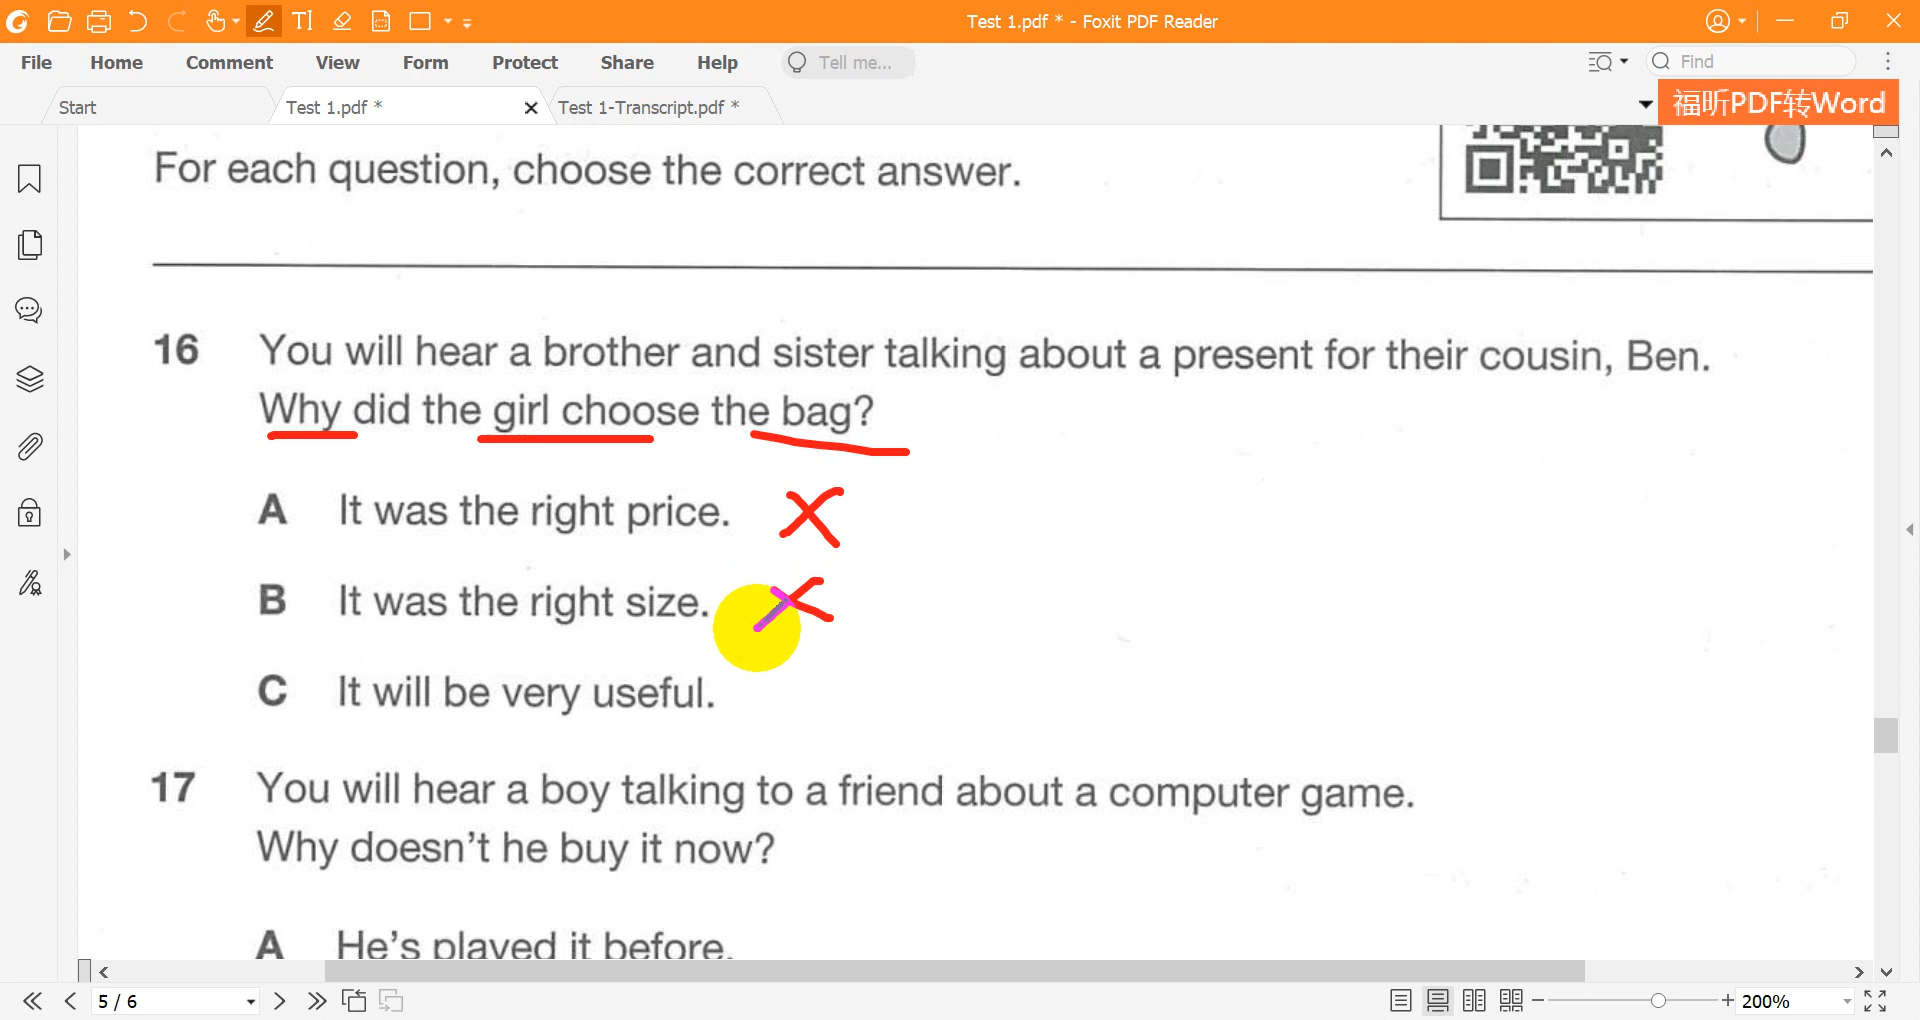 Test 1.pdf * - Foxit PDF Reader
File Home Comment View Form Protect Share Help Tell me... Find
Start Test 1.pdf * Test 1-Transcript.pdf * 福昕PDF转Word
For each question, choose the correct answer.
16 You will hear a brother and sister talking about a present for their cousin, Ben.
Why did the girl choose the bag?
A It was the right price.
B It was the right size.
C It will be very useful.
17 You will hear a boy talking to a friend about a computer game.
Why doesn't he buy it now?
A He's played it before.
5 / 6 200%